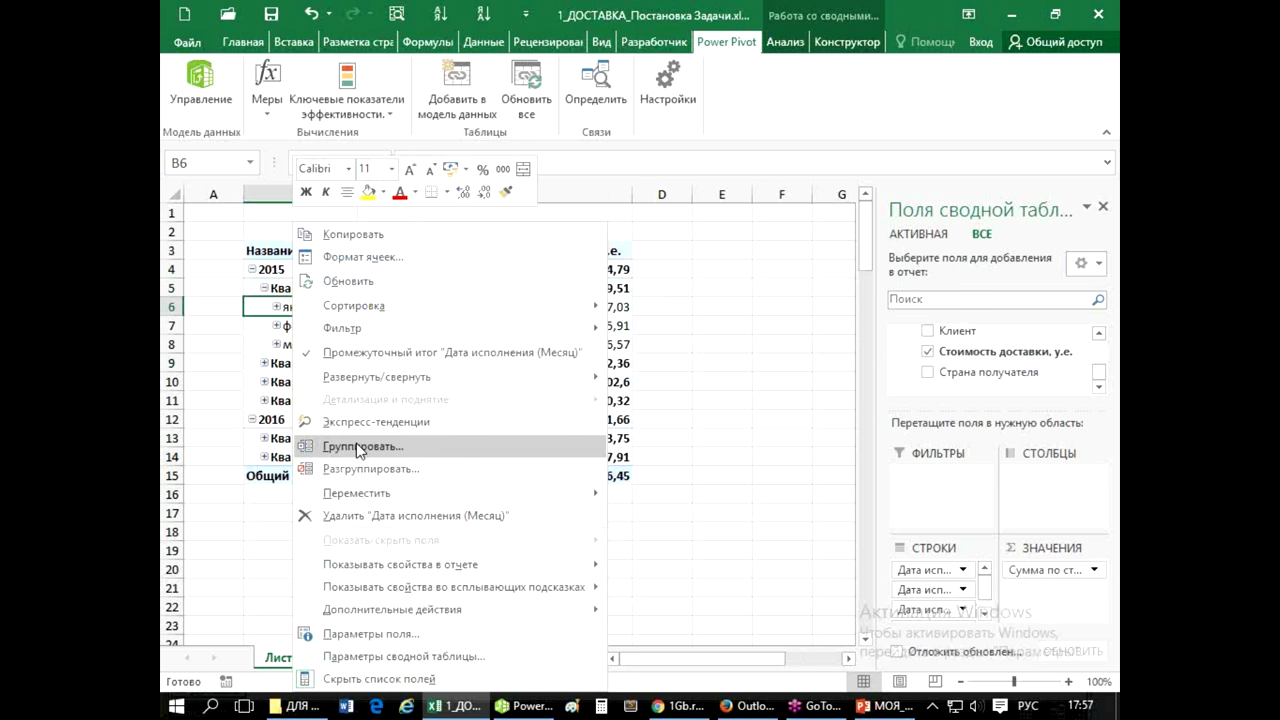 1_ДОСТАВКА_Постановка Задачи.xl...
Работа со сводными...
Файл Главная Вставка Разметка стра Формулы Данные Рецензирован Вид Разработчик Power Pivot Анализ Конструктор Помощн Вход Общий доступ
Управление
Меры
Ключевые показатели эффективности.
Добавить в модель данных
Обновить все
Определить
Настройки
Модель данных Вычисления Таблицы Связи
B6
Calibri 11 % 000
Ж К A
A B D E F G
1
2
3 Названи .е.
4 2015 4,79
5 Ква 9,51
6 ян 7,03
7 ф 6,91
8 м 6,57
9 Ква 2,36
10 Ква 02,6
11 Ква 0,32
12 2016 1,66
13 Ква 3,75
14 Ква 7,91
15 Общий 6,45
16
17
18
19
20
21
22
23
24
Копировать
Формат ячеек...
Обновить
Сортировка
Фильтр
Промежуточный итог "Дата исполнения (Месяц)"
Развернуть/свернуть
Детализация и поднятие
Экспресс-тенденции
Группировать...
Разгруппировать...
Переместить
Удалить "Дата исполнения (Месяц)"
Показать/скрыть поля
Показывать свойства в отчете
Показывать свойства во всплывающих подсказках
Дополнительные действия
Параметры поля...
Параметры сводной таблицы...
Скрыть список полей
Поля сводной табл...
АКТИВНАЯ ВСЕ
Выберите поля для добавления
в отчет:
Поиск
Клиент
Стоимость доставки, у.е.
Страна получателя
Перетащите поля в нужную область:
ФИЛЬТРЫ СТОЛБЦЫ
СТРОКИ ЗНАЧЕНИЯ
Дата исп... Сумма по ст...
Дата исп...
Дата исп...
Активация Windows
Чтобы активировать Windows,
Отложить обновлен... ОБНОВИТЬ
Лист
Готово 100%
ДЛЯ 1_ДО... Power... 1Gb.r... Outlo... GoTo... МОЯ_... РУС 17:57